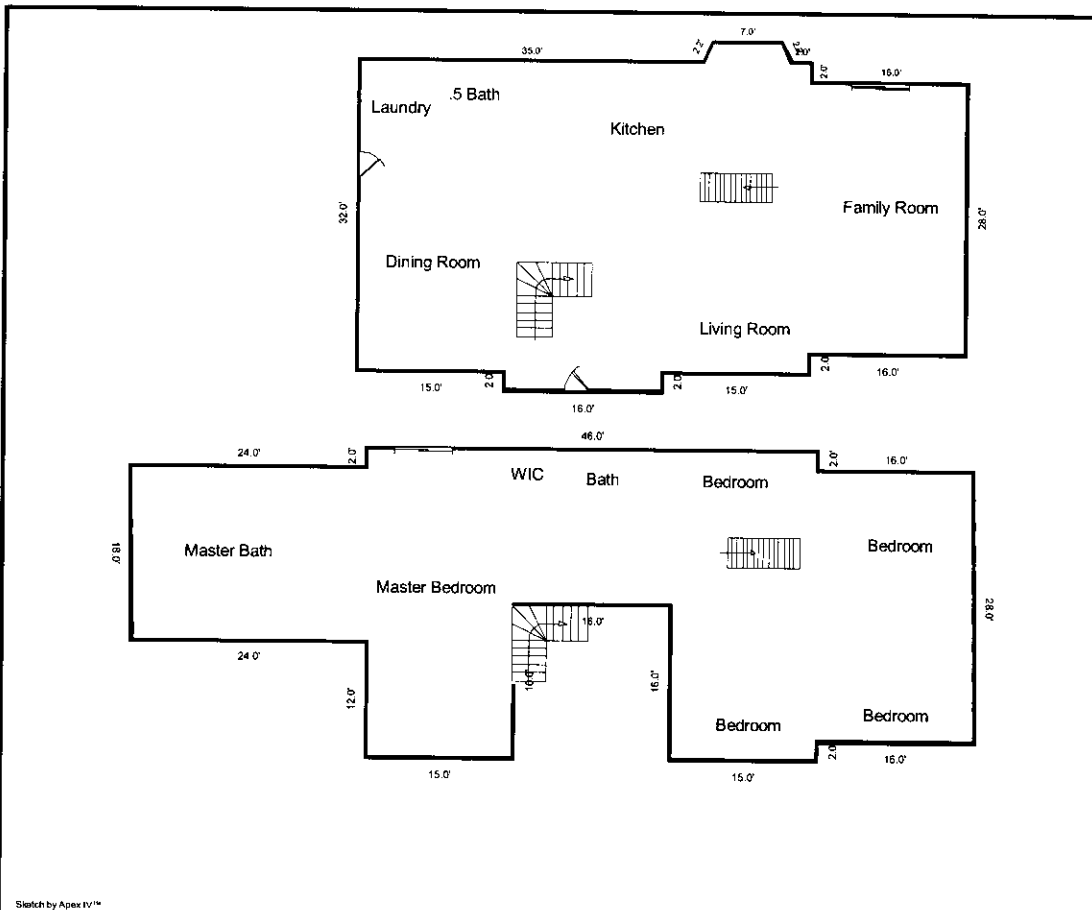 7.0'
35.0'
2.2'
2.0'
16.0'
.5 Bath
Laundry
Kitchen
32.0'
Family Room
28.0'
Dining Room
Living Room
2.0'
15.0'
2.0'
2.0'
15.0'
16.0'
16.0'
46.0'
24.0'
2.0'
2.0'
16.0'
WIC
Bath
Bedroom
18.0'
Master Bath
Bedroom
Master Bedroom
28.0'
16.0'
24.0'
12.0'
16.0'
16.0'
Bedroom
Bedroom
2.0'
16.0'
15.0'
15.0'
Sketch by Apex IV™